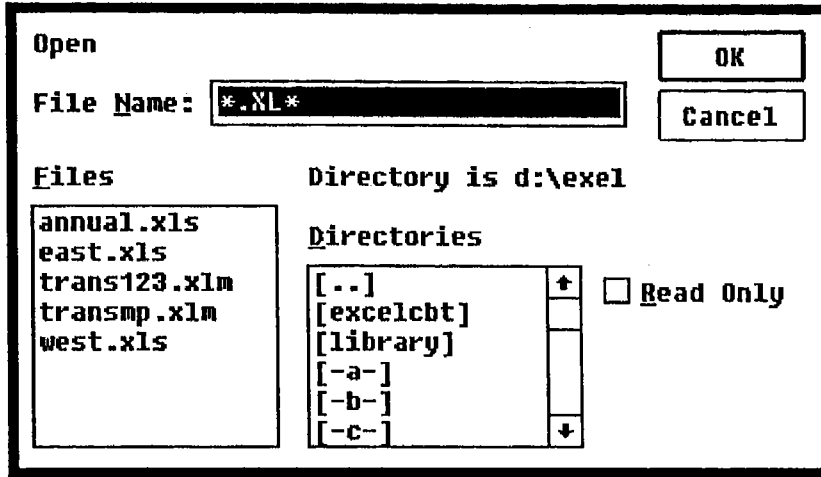 Open
OK
File Name: *.XL*
Cancel
Files
Directory is d:\exel
annual.xls
east.xls
trans123.xlm
transmp.xlm
west.xls
Directories
[..]
[excelcbt]
[library]
[-a-]
[-b-]
[-c-]
Read Only